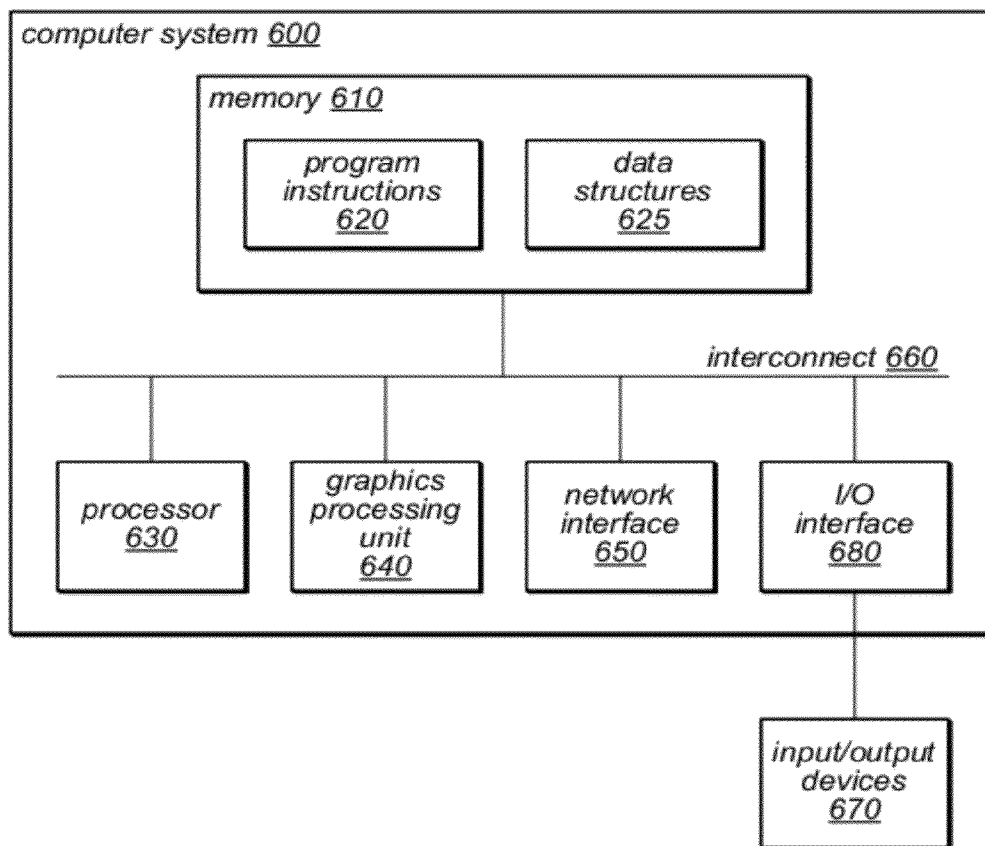 computer system 600
memory 610
program
instructions
620
data
structures
625
interconnect 660
processor
630
graphics
processing
unit
640
network
interface
650
I/O
interface
680
input/output
devices
670